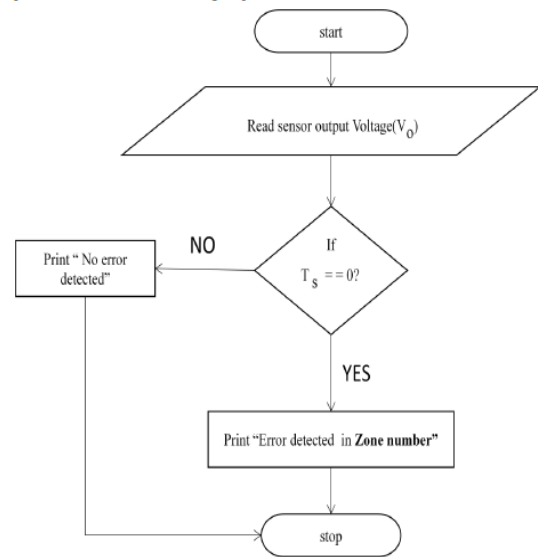 start
Read sensor output Voltage(Vo)
If
Ts == 0?
NO
Print “ No error
detected”
YES
Print “Error detected in Zone number”
stop